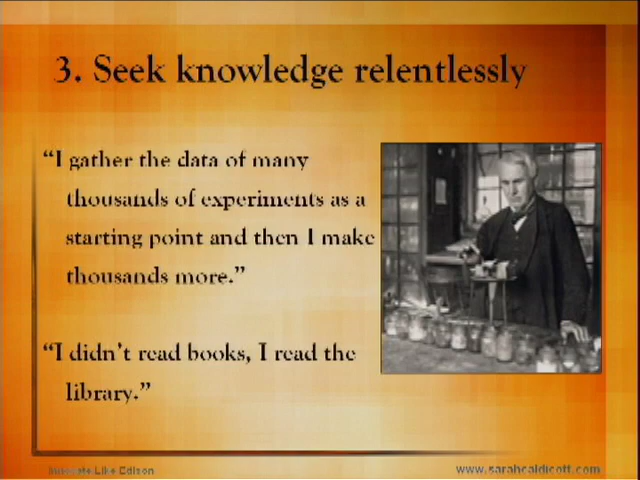 3. Seek knowledge relentlessly
“I gather the data of many
thousands of experiments as a
starting point and then I make
thousands more.”
“I didn’t read books, I read the
library.”
Innovate Like Edison
www.sarahcaldicott.com